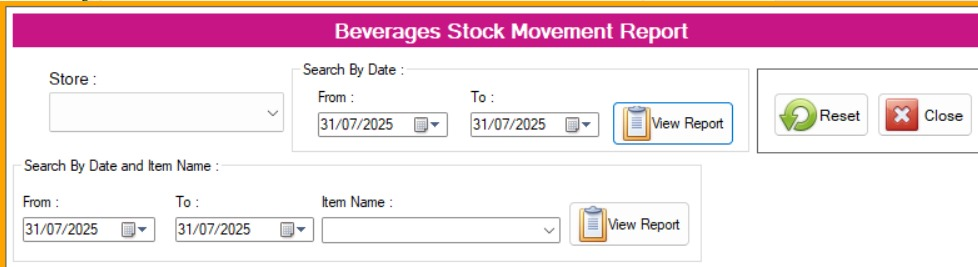 Beverages Stock Movement Report
Store :
Search By Date :
From : To :
31/07/2025 31/07/2025 View Report
Reset Close
Search By Date and Item Name :
From : To : Item Name :
31/07/2025 31/07/2025 View Report